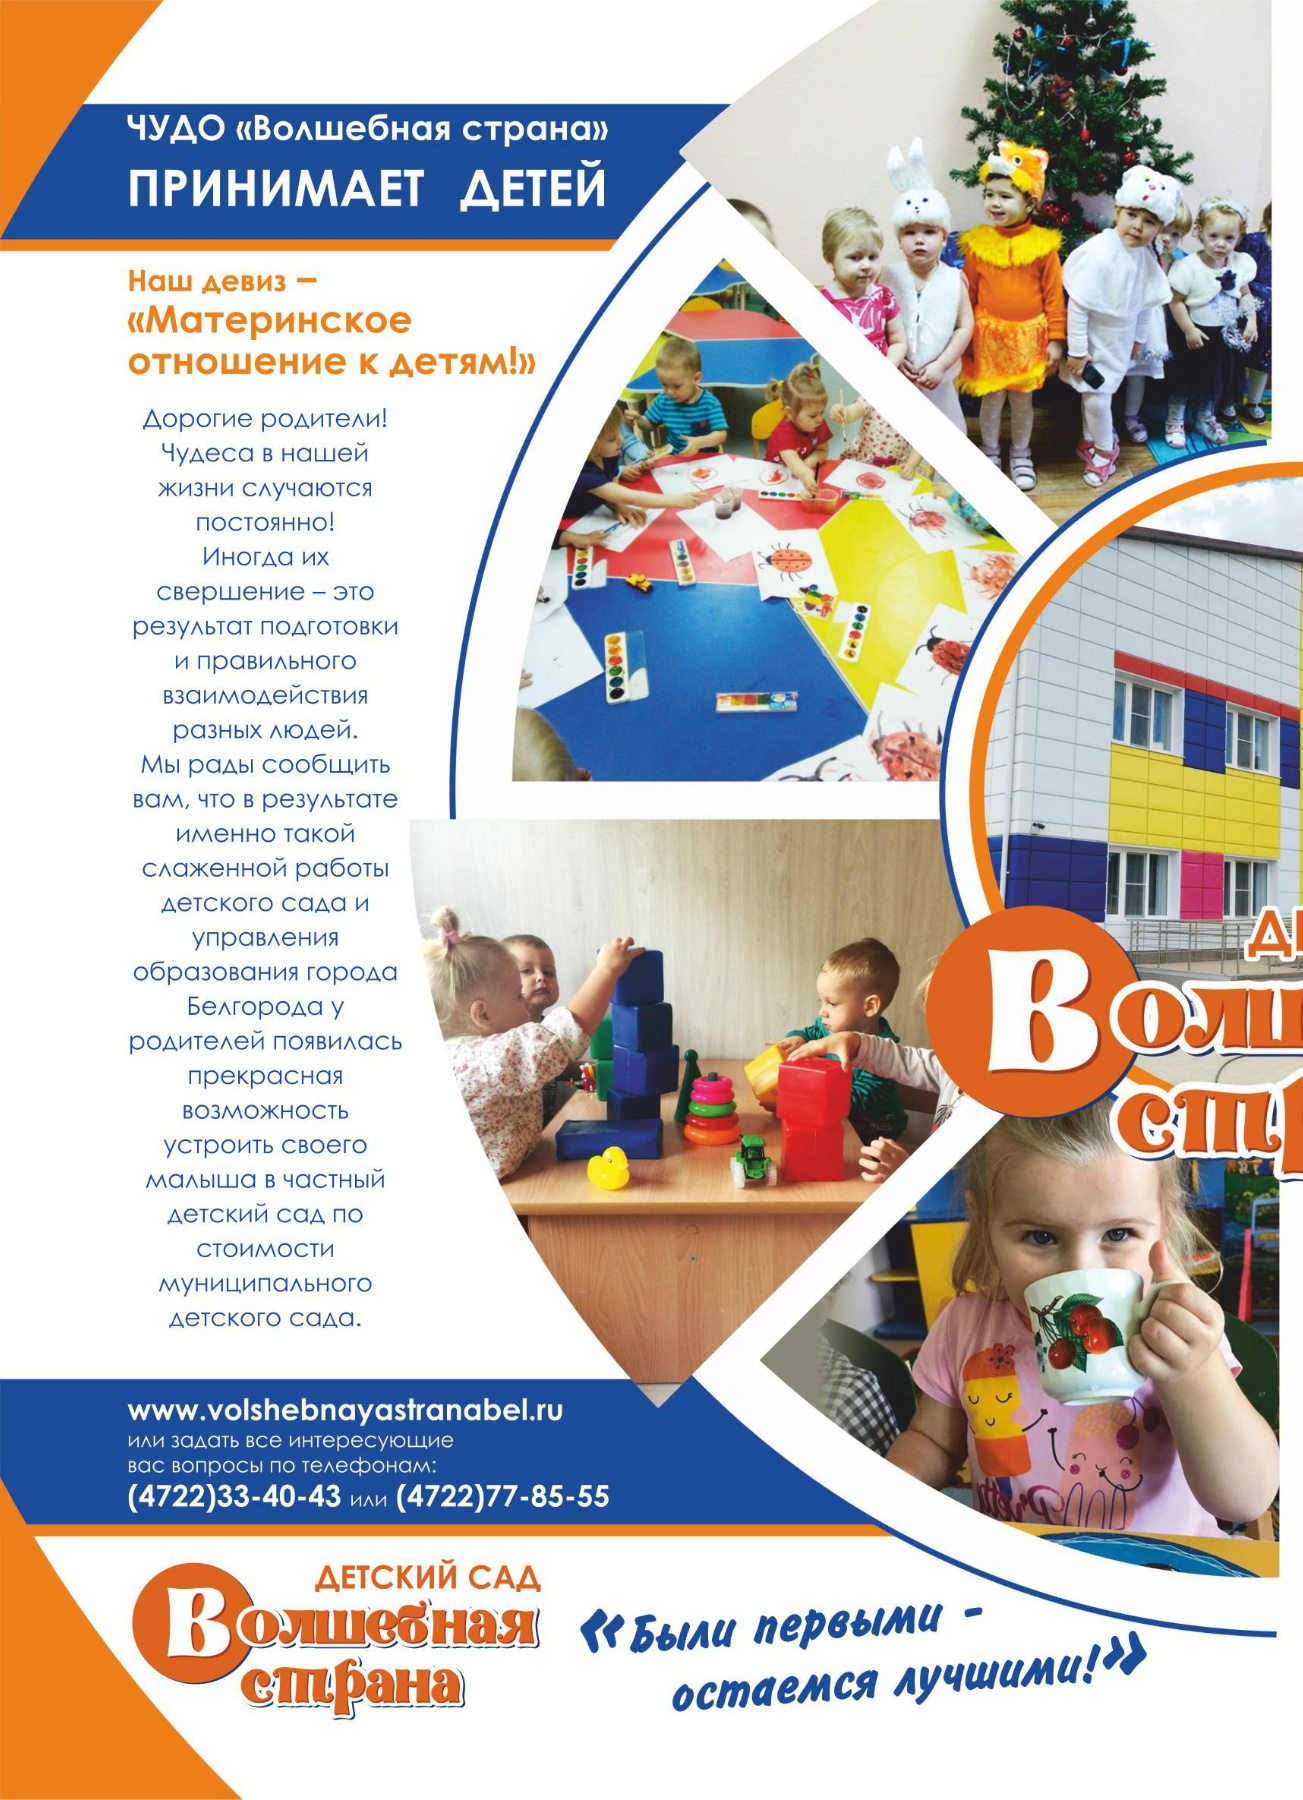 ЧУДО «Волшебная страна»
ПРИНИМАЕТ ДЕТЕЙ
Наш девиз –
«Материнское
отношение к детям!»
Дорогие родители!
Чудеса в нашей
жизни случаются
постоянно!
Иногда их
свершение – это
результат подготовки
и правильного
взаимодействия
разных людей.
Мы рады сообщить
вам, что в результате
именно такой
слаженной работы
детского сада и
управления
образования города
Белгорода у
родителей появилась
прекрасная
возможность
устроить своего
малыша в частный
детский сад по
стоимости
муниципального
детского сада.
www.volshebnayastranabel.ru
или задать все интересующие
вас вопросы по телефонам:
(4722)33-40-43 или (4722)77-85-55
ДЕТСКИЙ САД
Волшебная
страна
«Были первыми -
остаемся лучшими!»
Волш
стр